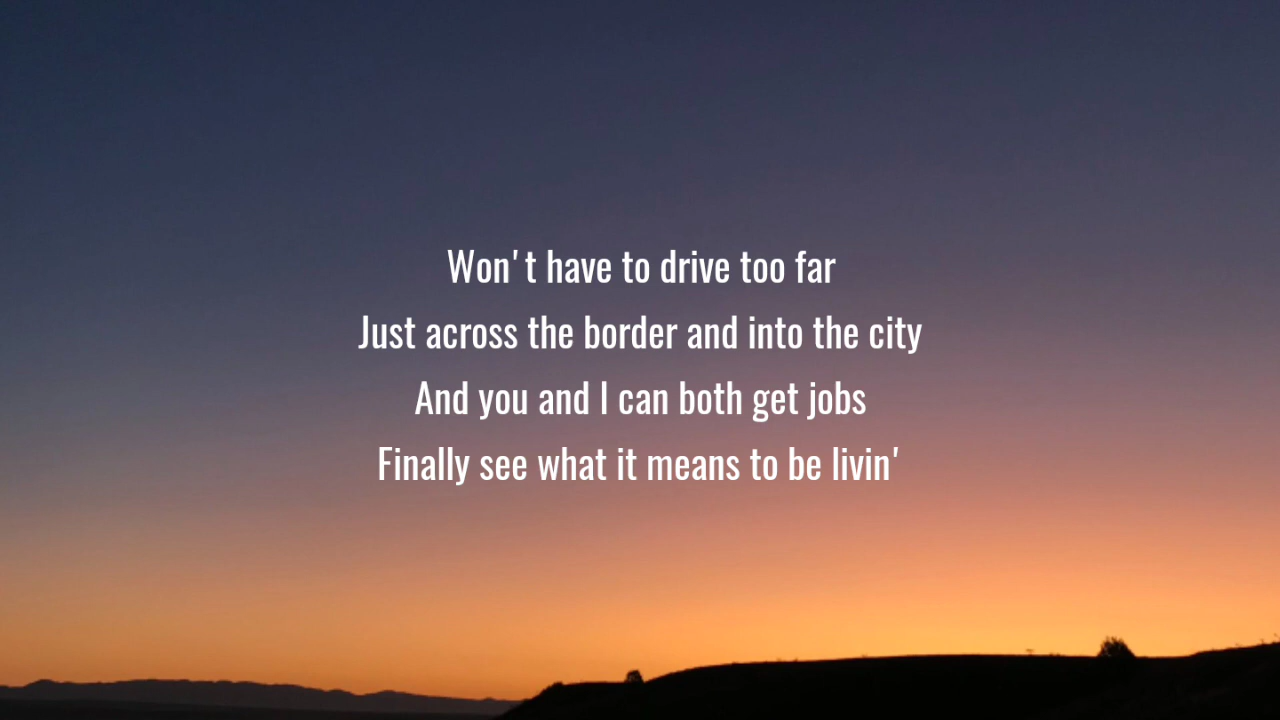 Won't have to drive too far
Just across the border and into the city
And you and I can both get jobs
Finally see what it means to be livin'